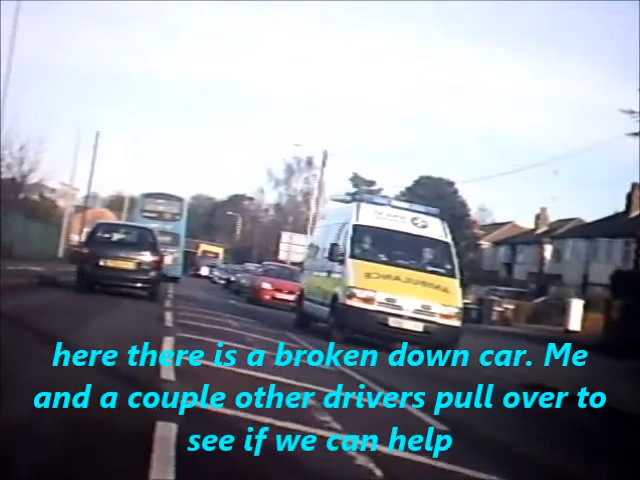 AMBULANCE
here there is a broken down car. Me
and a couple other drivers pull over to
see if we can help